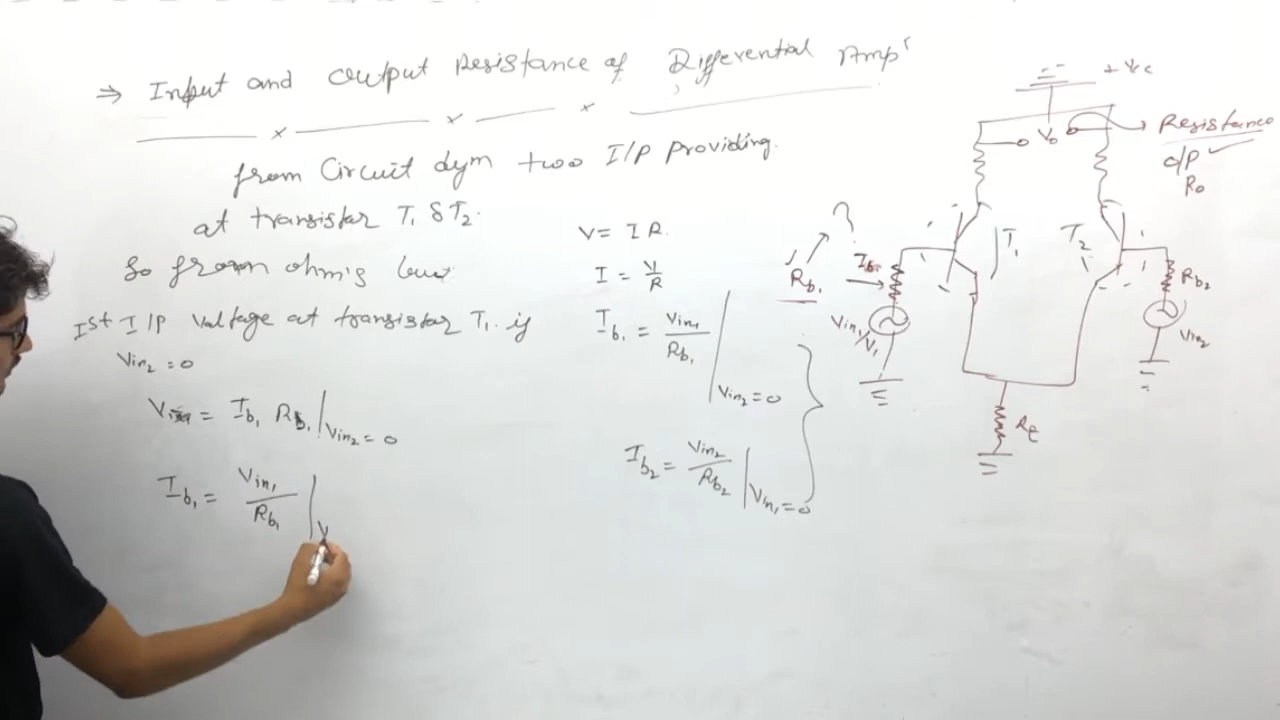 → Input and Output Resistance of Differential Ampr
from Circuit dym two I/P providing.
at transistor T1 & T2.
So from ohm's law
Ist I/P Voltage at transistor T1. if
Vin2 = 0
Vin1 = Ib1 Rb1 |Vin2 = 0
Ib1 = Vin1/Rb1 |V
V = I R.
I = V/R
Ib1 = Vin1/Rb1 |Vin2 = 0
Ib2 = Vin2/Rb2 |Vin1 = 0
+Vcc
Vo
Resistance
O/P ✓
Ro
?
Rb1
Ib1
T1
T2
Rb2
Vin1/V1
Vin2
RE